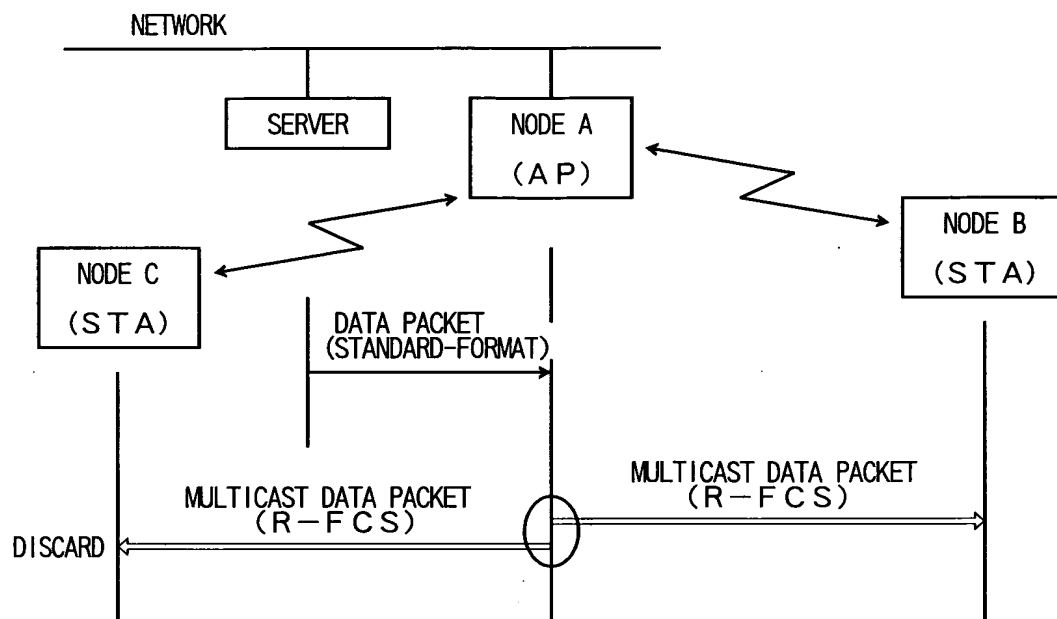 NETWORK
SERVER
NODE A
(AP)
NODE B
(STA)
NODE C
(STA)
DATA PACKET
(STANDARD-FORMAT)
MULTICAST DATA PACKET
(R-FCS)
MULTICAST DATA PACKET
(R-FCS)
DISCARD